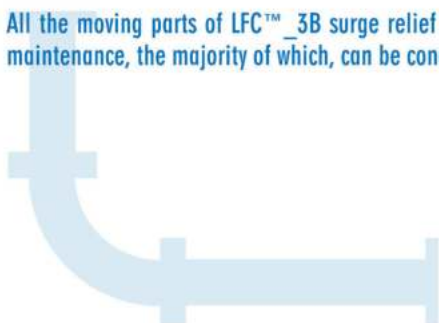 All the moving parts of LFC™_3B surge relief
maintenance, the majority of which, can be con